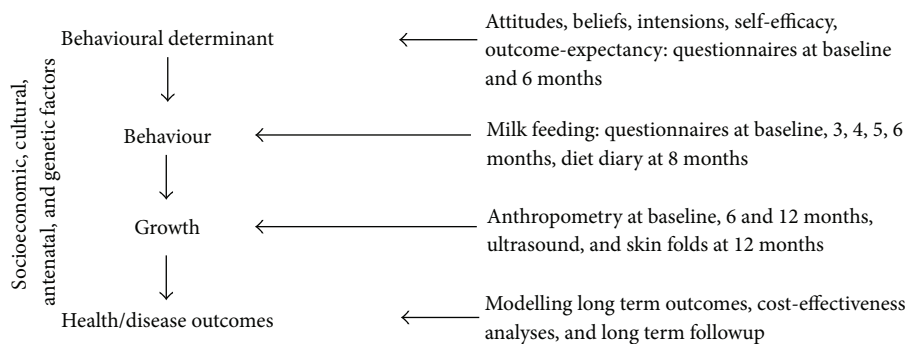 Socioeconomic, cultural,
antenatal, and genetic factors
Behavioural determinant
Attitudes, beliefs, intensions, self-efficacy,
outcome-expectancy: questionnaires at baseline
and 6 months
Behaviour
Milk feeding: questionnaires at baseline, 3, 4, 5, 6
months, diet diary at 8 months
Growth
Anthropometry at baseline, 6 and 12 months,
ultrasound, and skin folds at 12 months
Health/disease outcomes
Modelling long term outcomes, cost-effectiveness
analyses, and long term followup